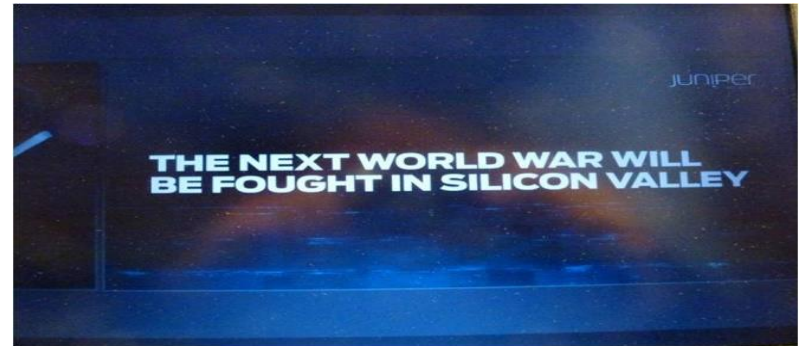 JUNIPEr
THE NEXT WORLD WAR WILL
BE FOUGHT IN SILICON VALLEY